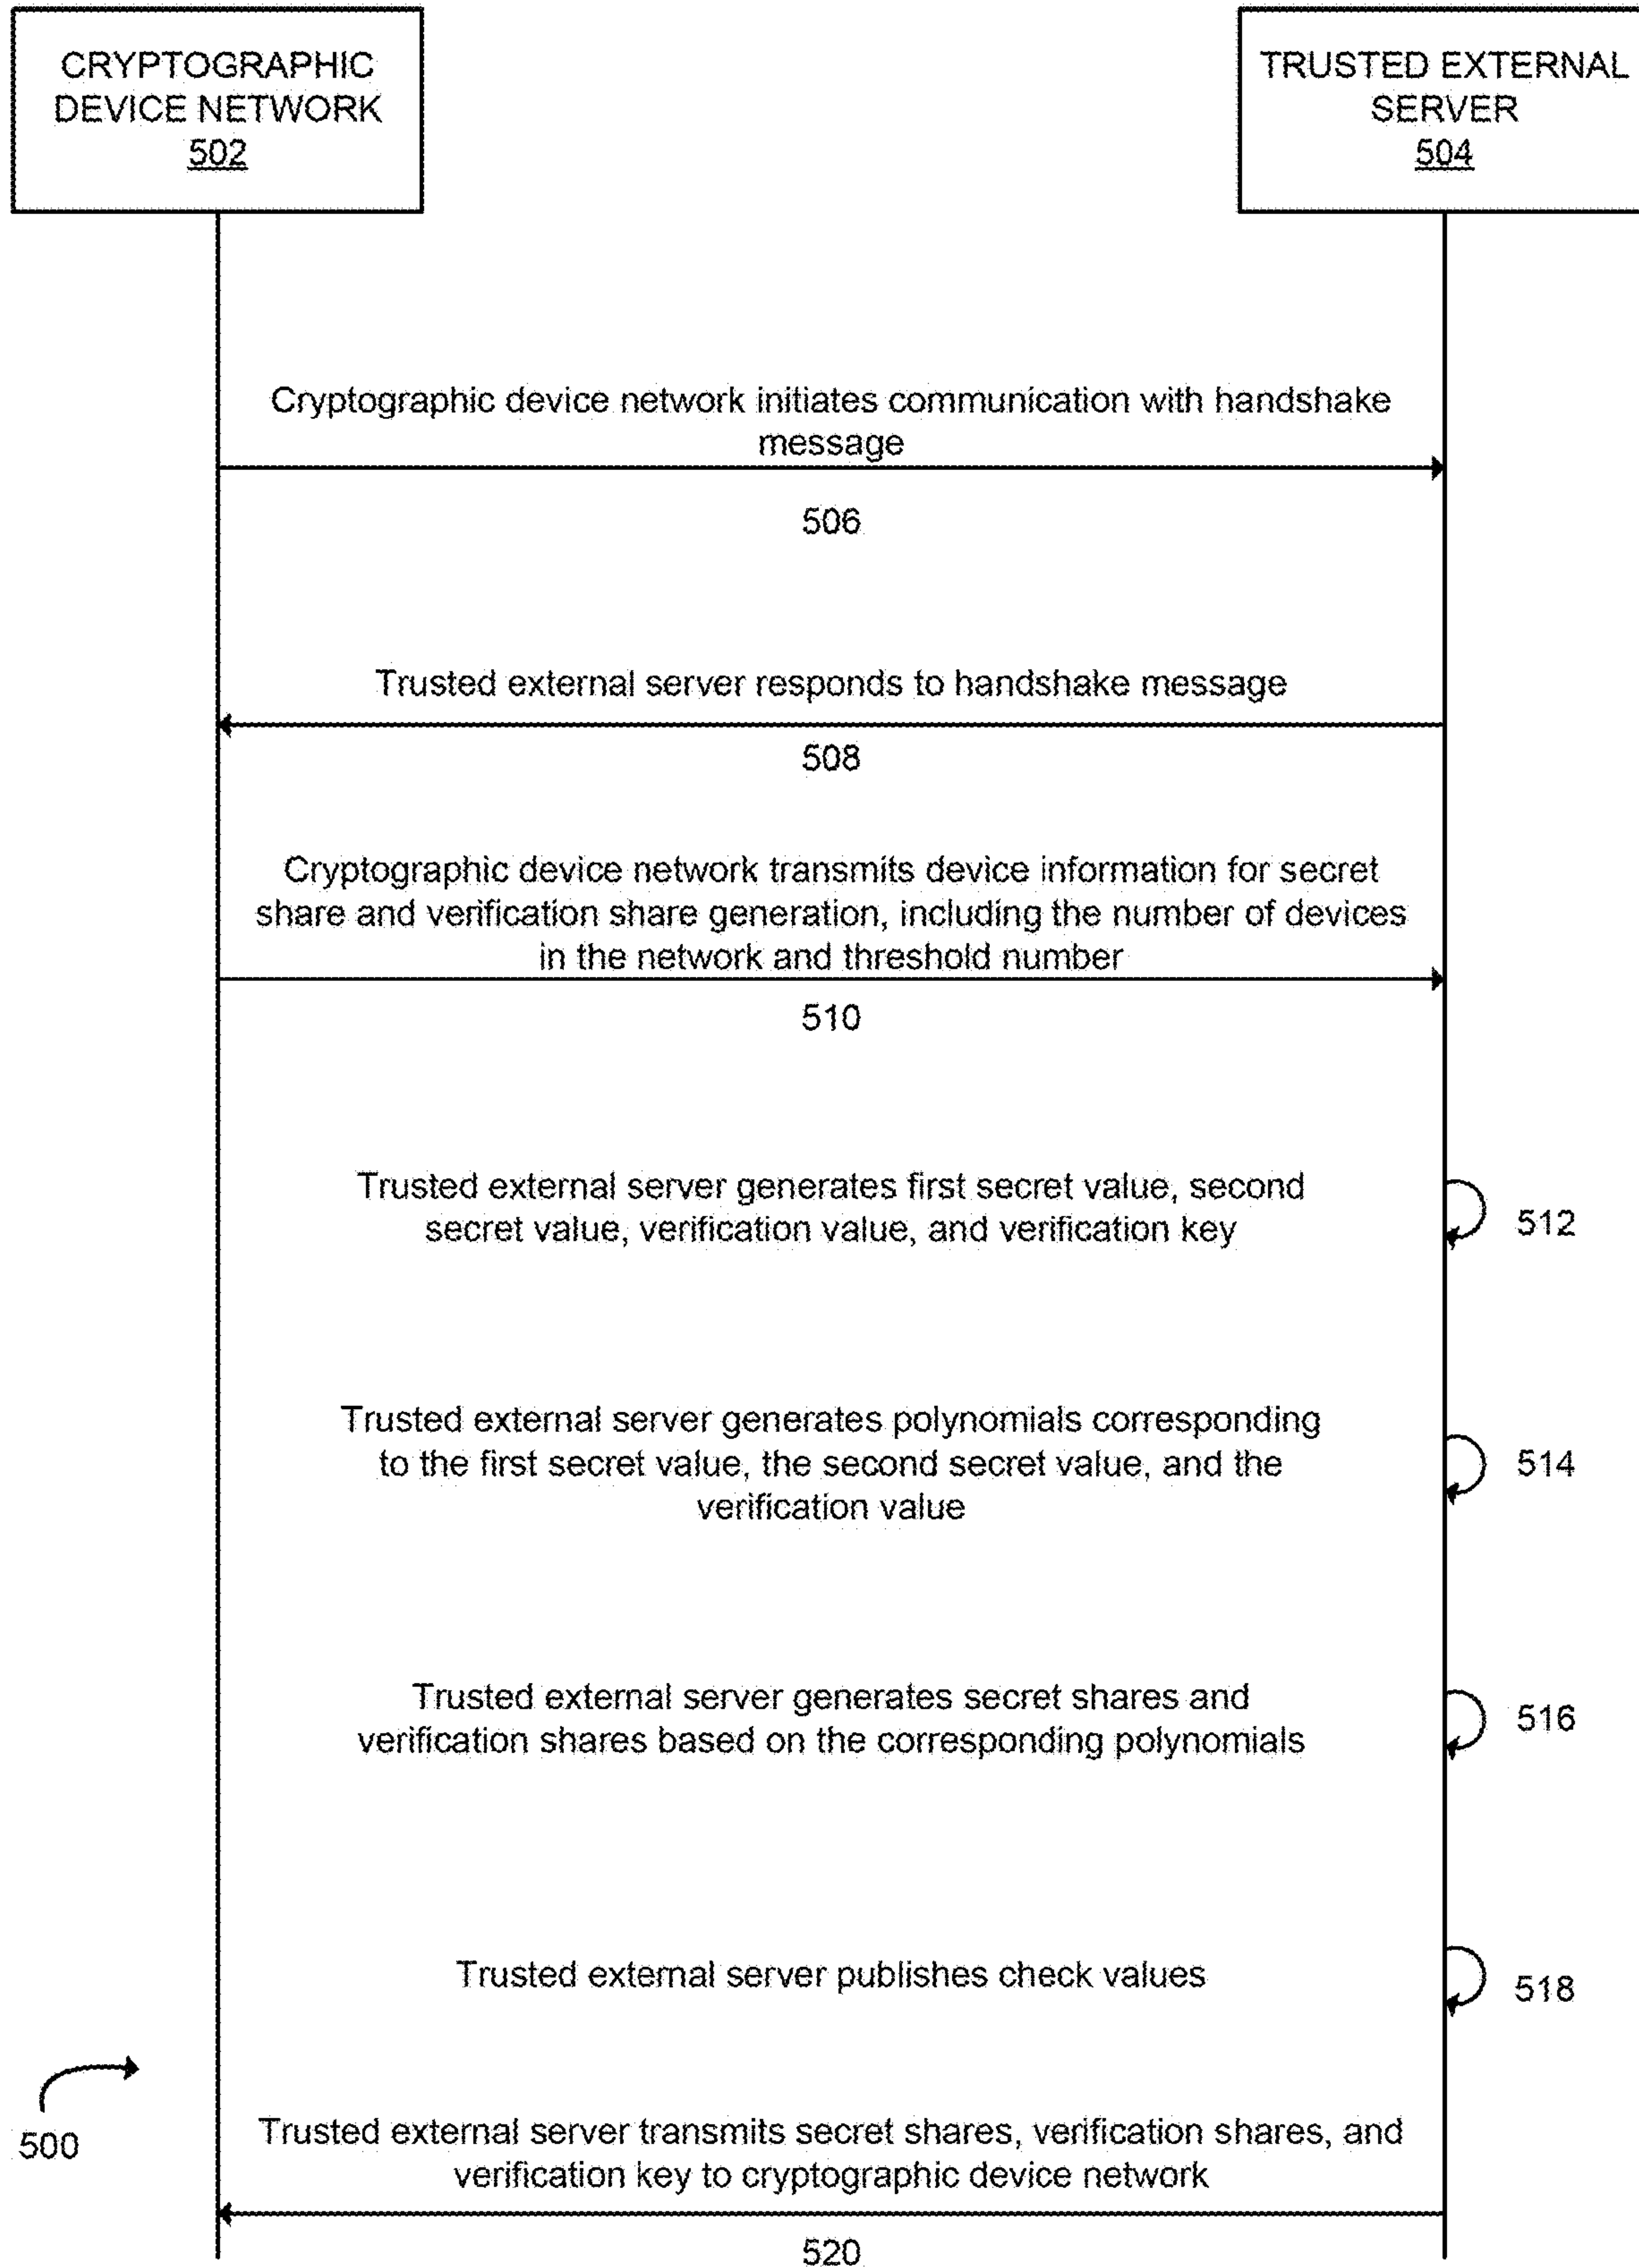 CRYPTOGRAPHIC
DEVICE NETWORK
502
TRUSTED EXTERNAL
SERVER
504
Cryptographic device network initiates communication with handshake
message
506
Trusted external server responds to handshake message
508
Cryptographic device network transmits device information for secret
share and verification share generation, including the number of devices
in the network and threshold number
510
Trusted external server generates first secret value, second
secret value, verification value, and verification key
512
Trusted external server generates polynomials corresponding
to the first secret value, the second secret value, and the
verification value
514
Trusted external server generates secret shares and
verification shares based on the corresponding polynomials
516
Trusted external server publishes check values
518
500
Trusted external server transmits secret shares, verification shares, and
verification key to cryptographic device network
520